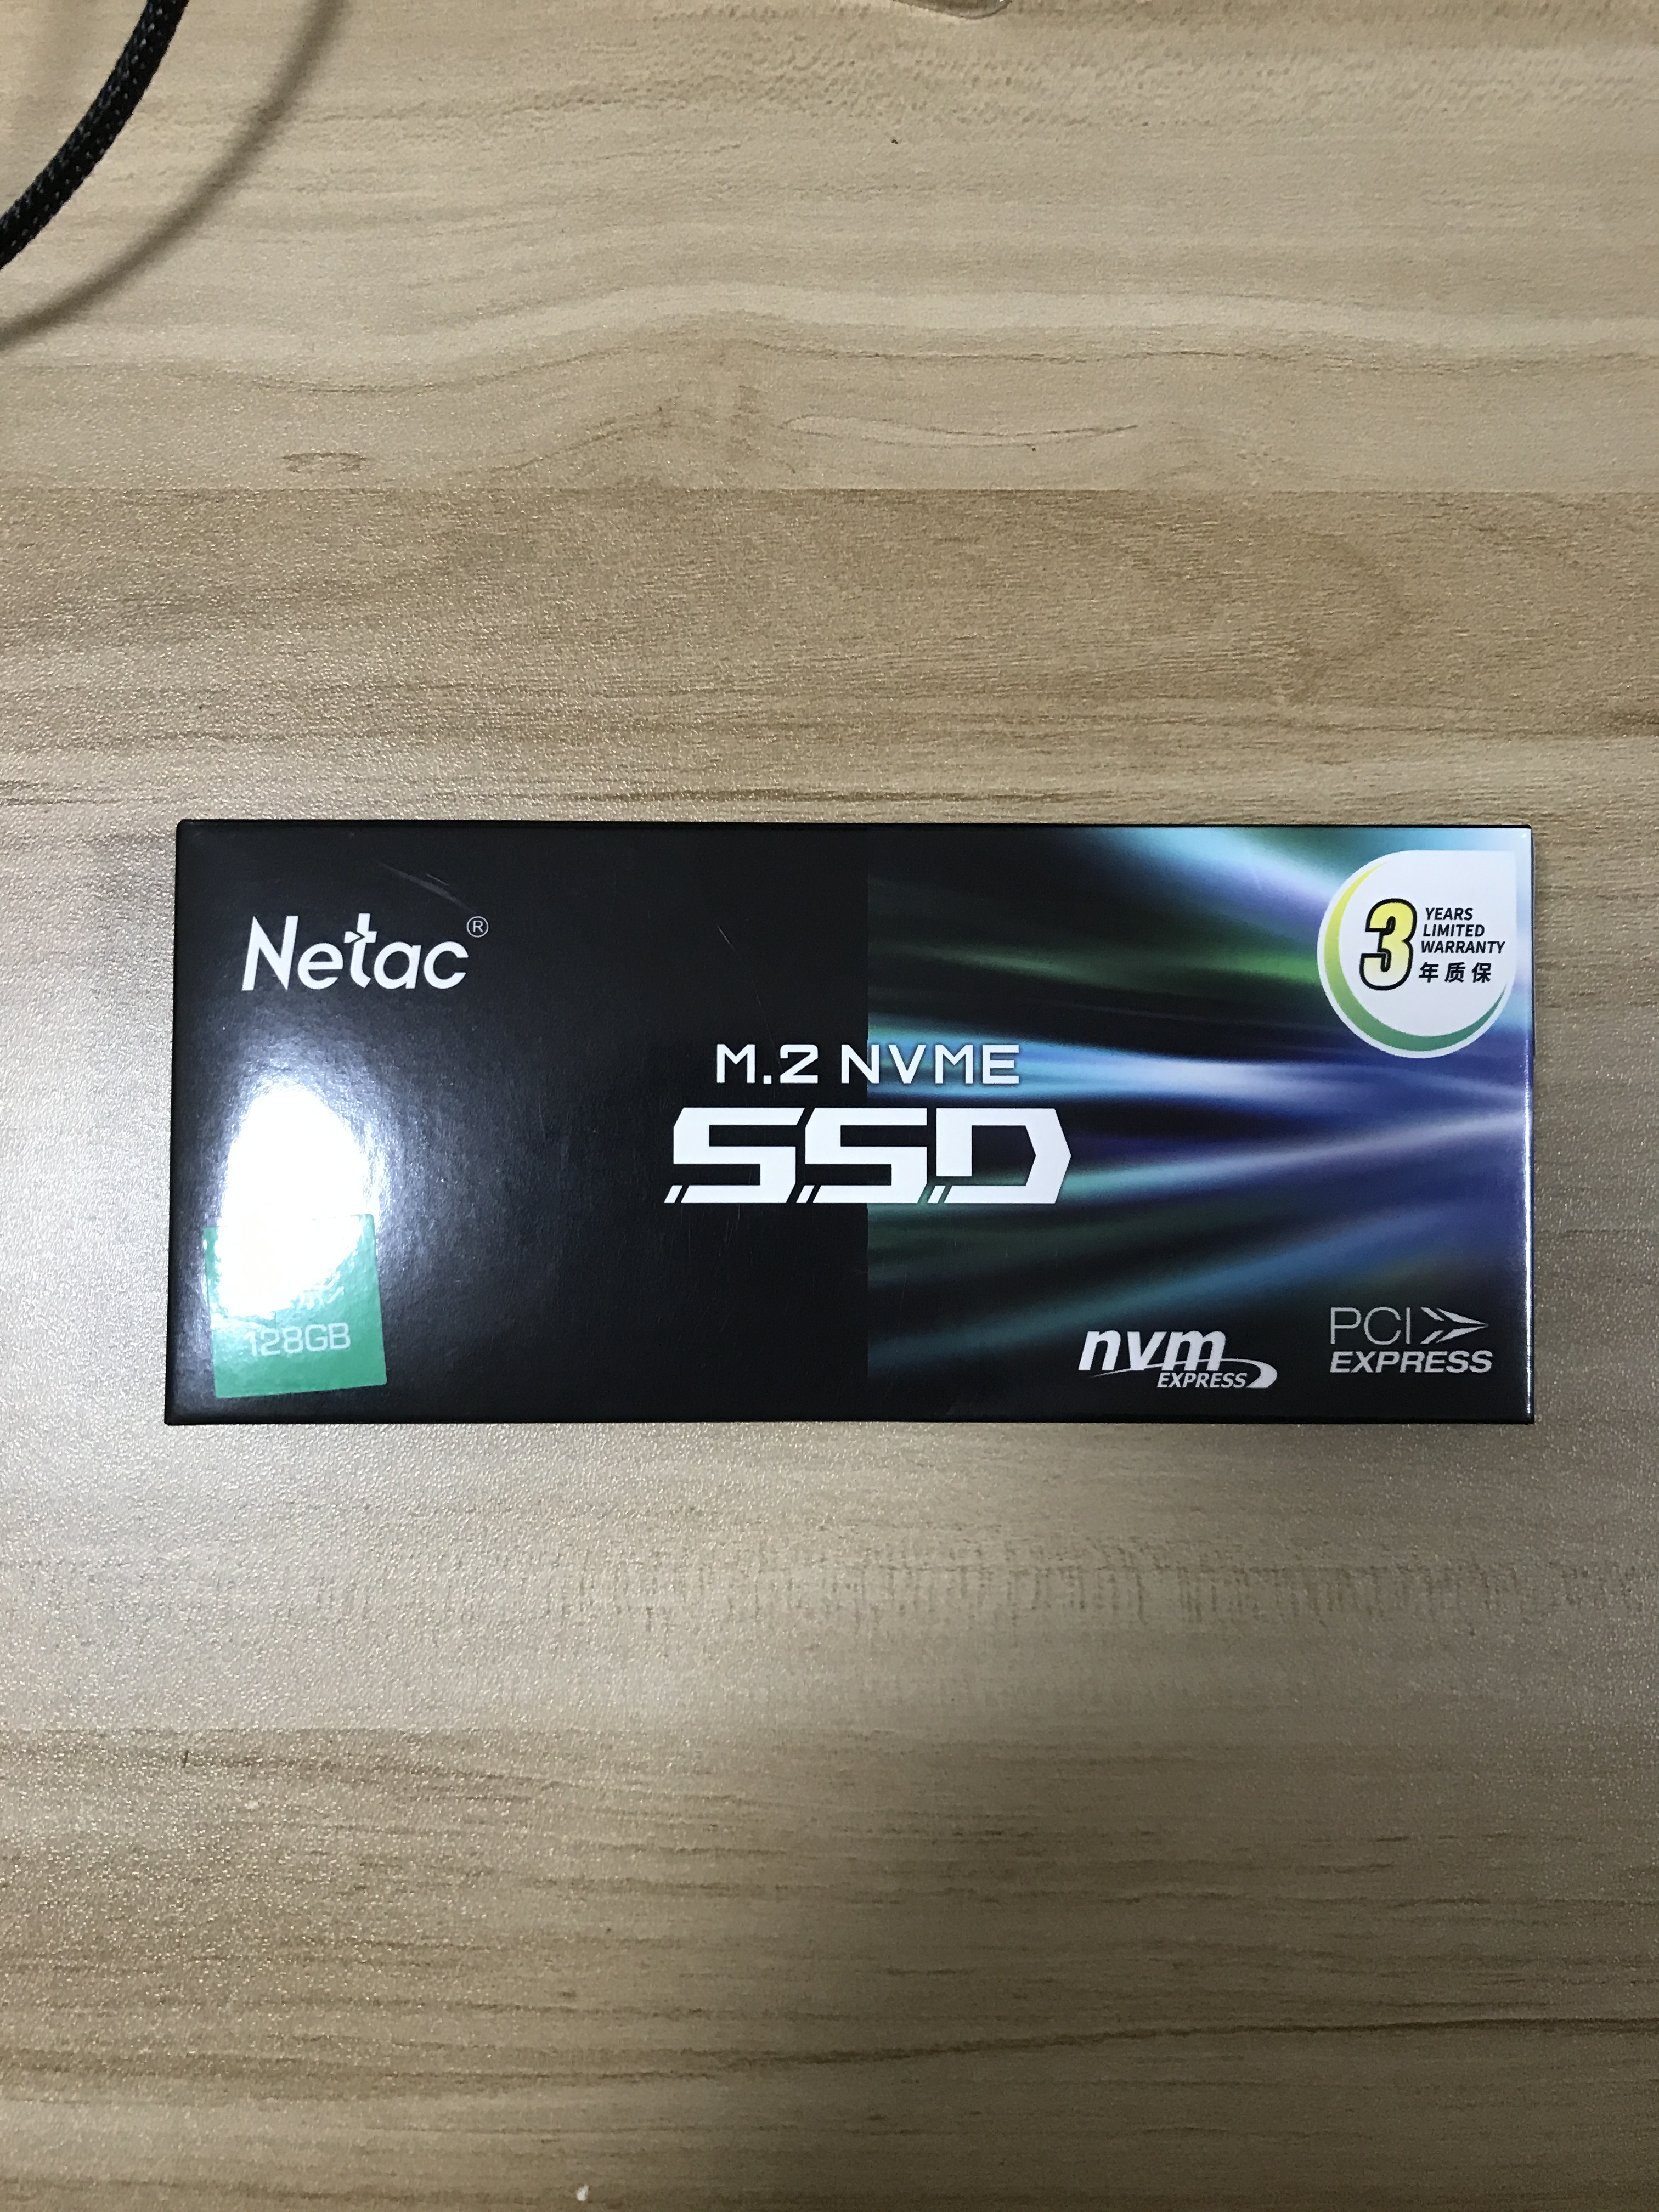 Netac®
3 YEARS
LIMITED
WARRANTY
年质保
M.2 NVME
SSD
128GB
nvm
EXPRESS
PCI
EXPRESS